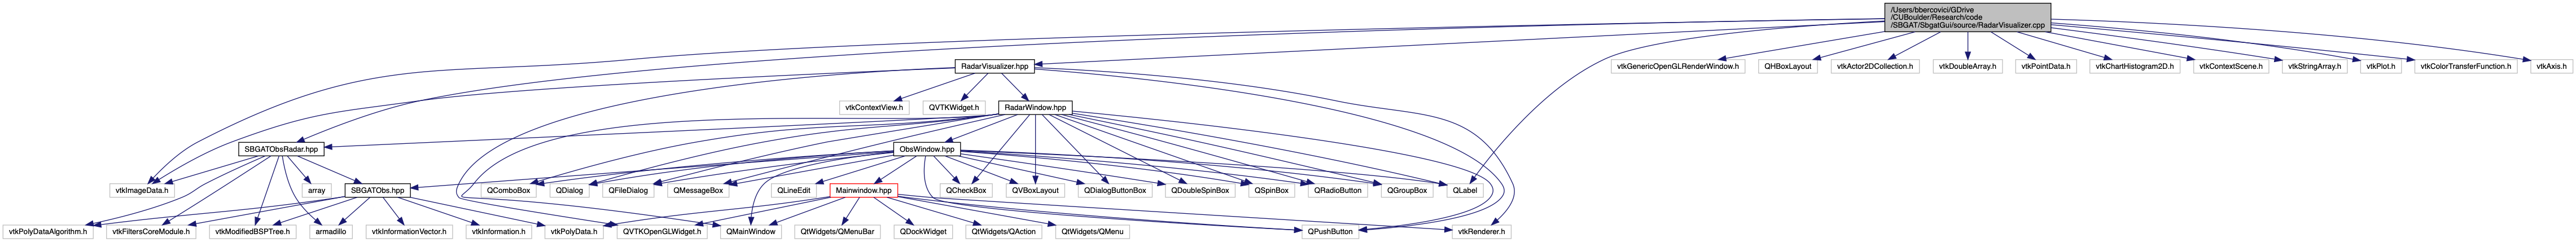 /Users/bbercovici/GDrive
/CUBoulder/Research/code
/SBGAT/SbgatGui/source/RadarVisualizer.cpp
RadarVisualizer.hpp
vtkGenericOpenGLRenderWindow.h
QHBoxLayout
vtkActor2DCollection.h
vtkDoubleArray.h
vtkPointData.h
vtkChartHistogram2D.h
vtkContextScene.h
vtkStringArray.h
vtkPlot.h
vtkColorTransferFunction.h
vtkAxis.h
vtkContextView.h
QVTKWidget.h
RadarWindow.hpp
SBGATObsRadar.hpp
ObsWindow.hpp
vtkImageData.h
array
SBGATObs.hpp
QComboBox
QDialog
QFileDialog
QMessageBox
QLineEdit
Mainwindow.hpp
QCheckBox
QVBoxLayout
QDialogButtonBox
QDoubleSpinBox
QSpinBox
QRadioButton
QGroupBox
QLabel
vtkPolyDataAlgorithm.h
vtkFiltersCoreModule.h
vtkModifiedBSPTree.h
armadillo
vtkInformationVector.h
vtkInformation.h
vtkPolyData.h
QVTKOpenGLWidget.h
QMainWindow
QtWidgets/QMenuBar
QDockWidget
QtWidgets/QAction
QtWidgets/QMenu
QPushButton
vtkRenderer.h